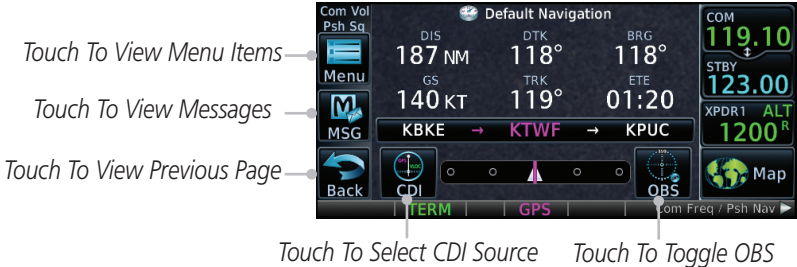 Com Vol
Psh Sq
Default Navigation
COM
119.10
STBY
123.00
XPDR1 ALT
1200 R
Map
DIS
187 NM
DTK
118°
BRG
118°
GS
140 KT
TRK
119°
ETE
01:20
KBKE → KTWF → KPUC
Menu
MSG
Back
GPS
VLOC
CDI
OBS
TERM
GPS
Com Freq / Psh Nav
Touch To View Menu Items
Touch To View Messages
Touch To View Previous Page
Touch To Select CDI Source
Touch To Toggle OBS